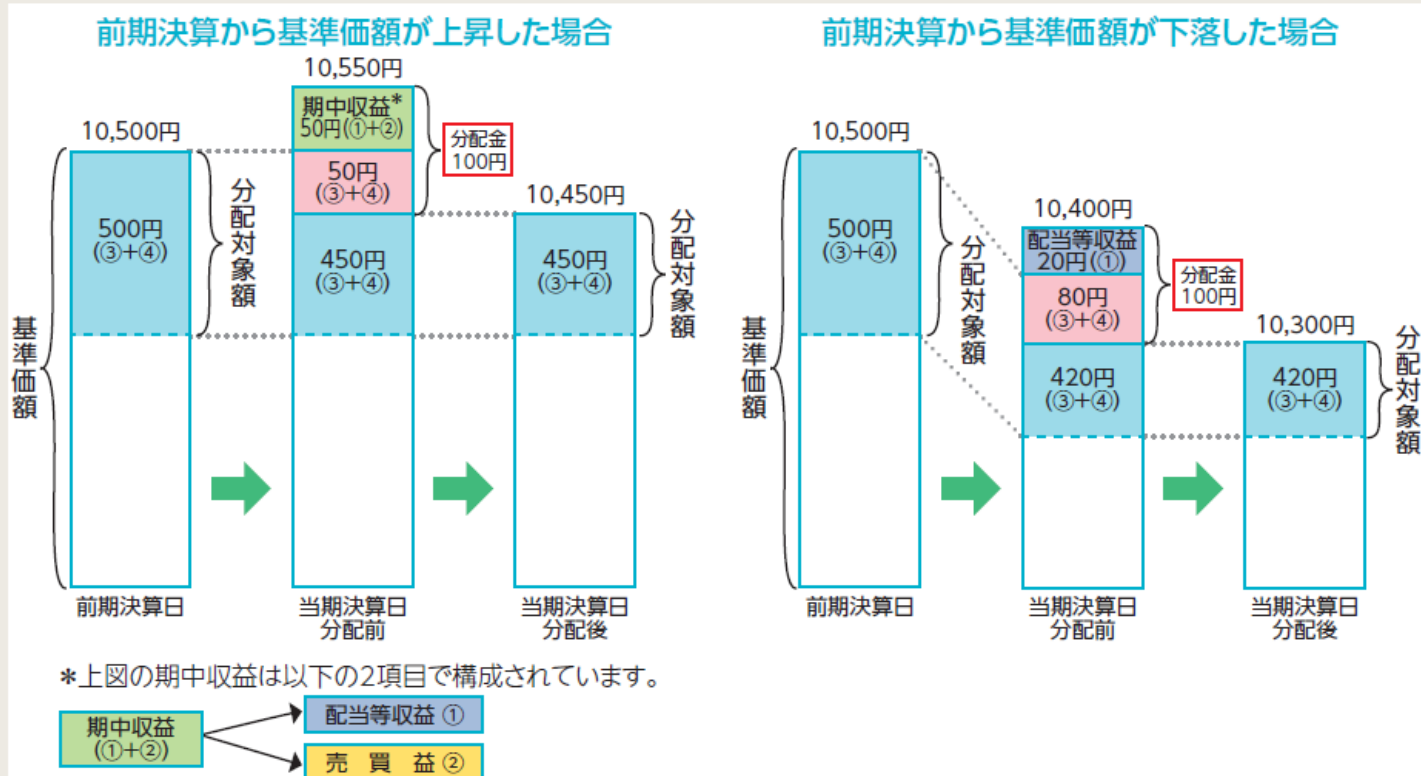 前期決算から基準価額が上昇した場合
10,500円
500円
(③+④)
分配対象額
基準価額
前期決算日
10,550円
期中収益*
50円(①+②)
50円
(③+④)
450円
(③+④)
分配金
100円
当期決算日
分配前
10,450円
450円
(③+④)
分配対象額
当期決算日
分配後
前期決算から基準価額が下落した場合
10,500円
500円
(③+④)
分配対象額
基準価額
前期決算日
10,400円
配当等収益
20円(①)
80円
(③+④)
420円
(③+④)
分配金
100円
当期決算日
分配前
10,300円
420円
(③+④)
分配対象額
当期決算日
分配後
*上図の期中収益は以下の2項目で構成されています。
期中収益
(①+②)
配当等収益 ①
売 買 益 ②